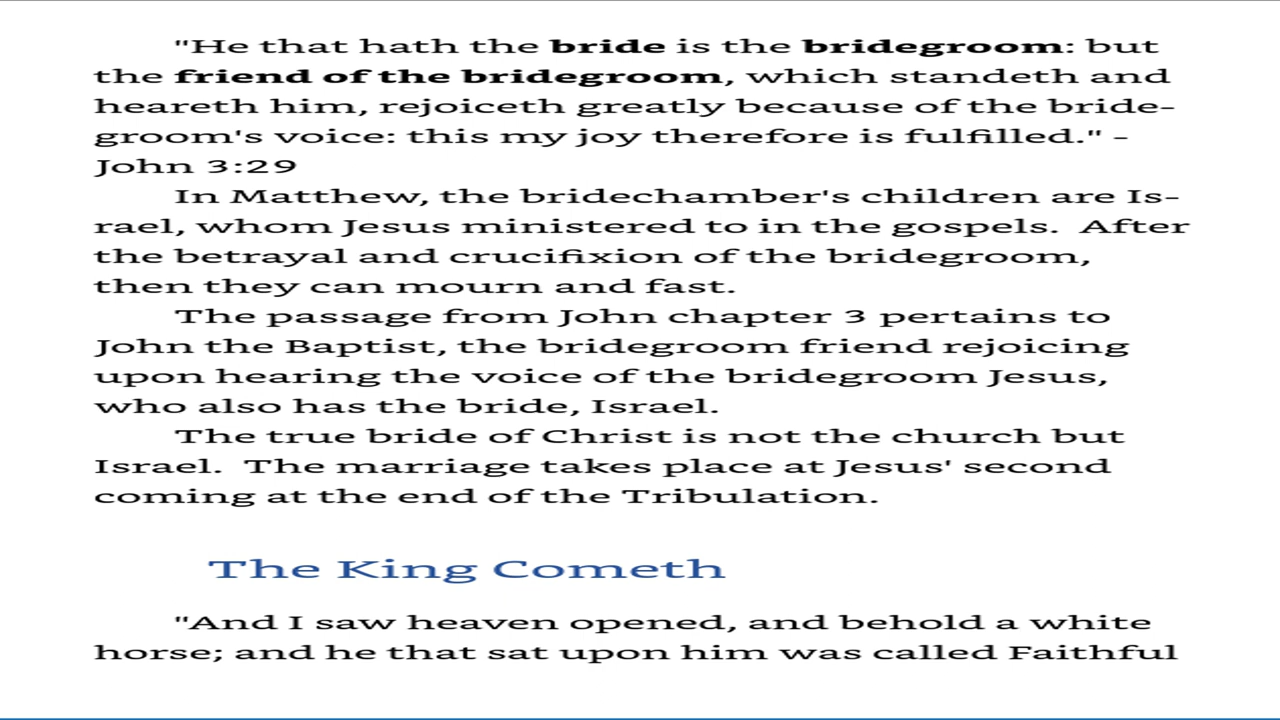 "He that hath the bride is the bridegroom: but
the friend of the bridegroom, which standeth and
heareth him, rejoiceth greatly because of the bride-
groom's voice: this my joy therefore is fulfilled." -
John 3:29
In Matthew, the bridechamber's children are Is-
rael, whom Jesus ministered to in the gospels.  After
the betrayal and crucifixion of the bridegroom,
then they can mourn and fast.
The passage from John chapter 3 pertains to
John the Baptist, the bridegroom friend rejoicing
upon hearing the voice of the bridegroom Jesus,
who also has the bride, Israel.
The true bride of Christ is not the church but
Israel.  The marriage takes place at Jesus' second
coming at the end of the Tribulation.
The King Cometh
"And I saw heaven opened, and behold a white
horse; and he that sat upon him was called Faithful